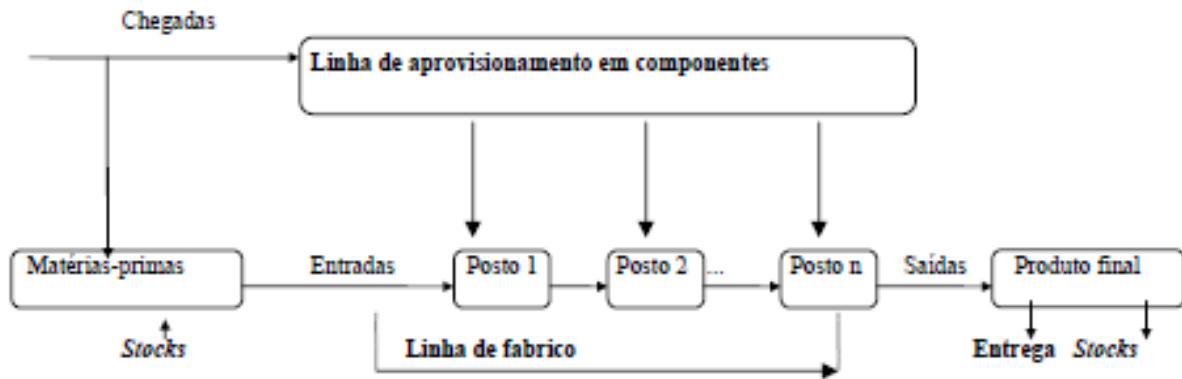 Chegadas
Linha de aprovisionamento em componentes
Matérias-primas
Entradas
Posto 1
Posto 2
...
Posto n
Saídas
Produto final
Stocks
Linha de fabrico
Entrega
Stocks